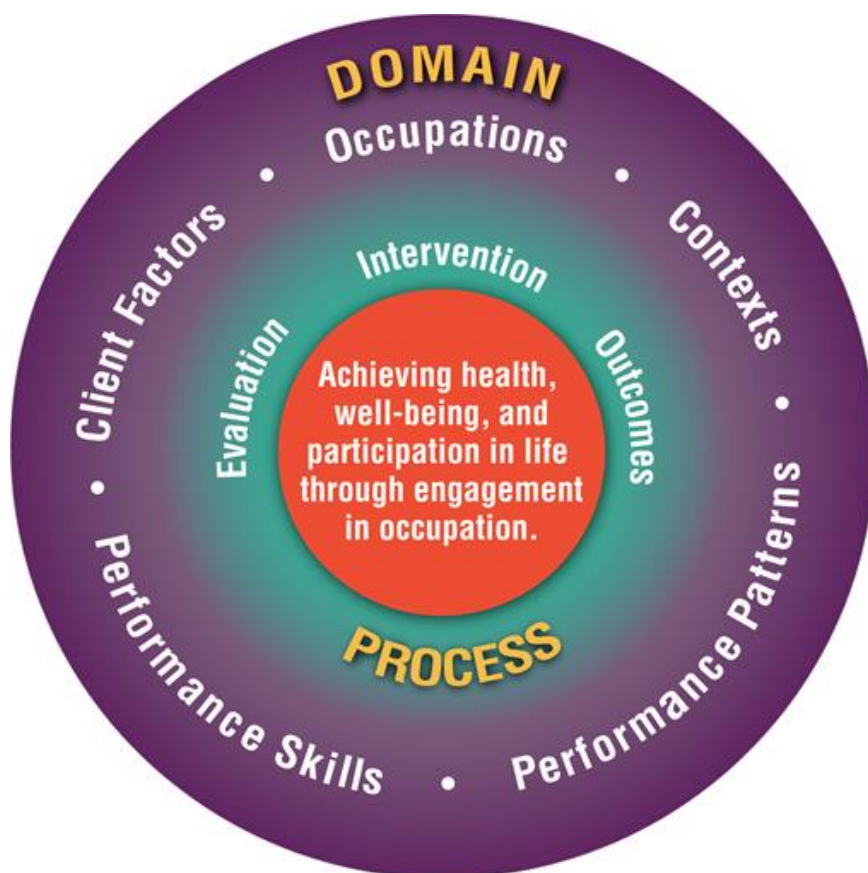 DOMAIN
Occupations
Contexts
Performance Patterns
Performance Skills
Client Factors
Evaluation
Intervention
Outcomes
PROCESS
Achieving health,
well-being, and
participation in life
through engagement
in occupation.